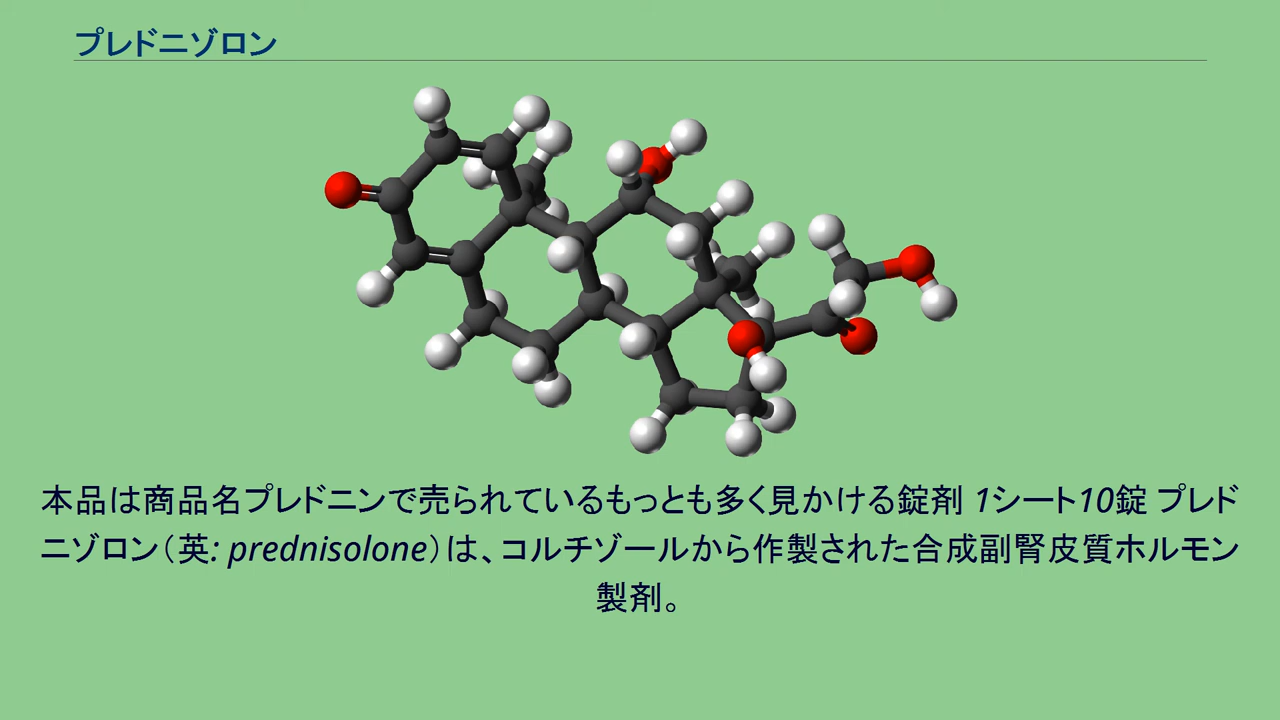 プレドニゾロン
本品は商品名プレドニンで売られているもっとも多く見かける錠剤 1シート10錠 プレド
ニゾロン（英: prednisolone）は、コルチゾールから作製された合成副腎皮質ホルモン
製剤。